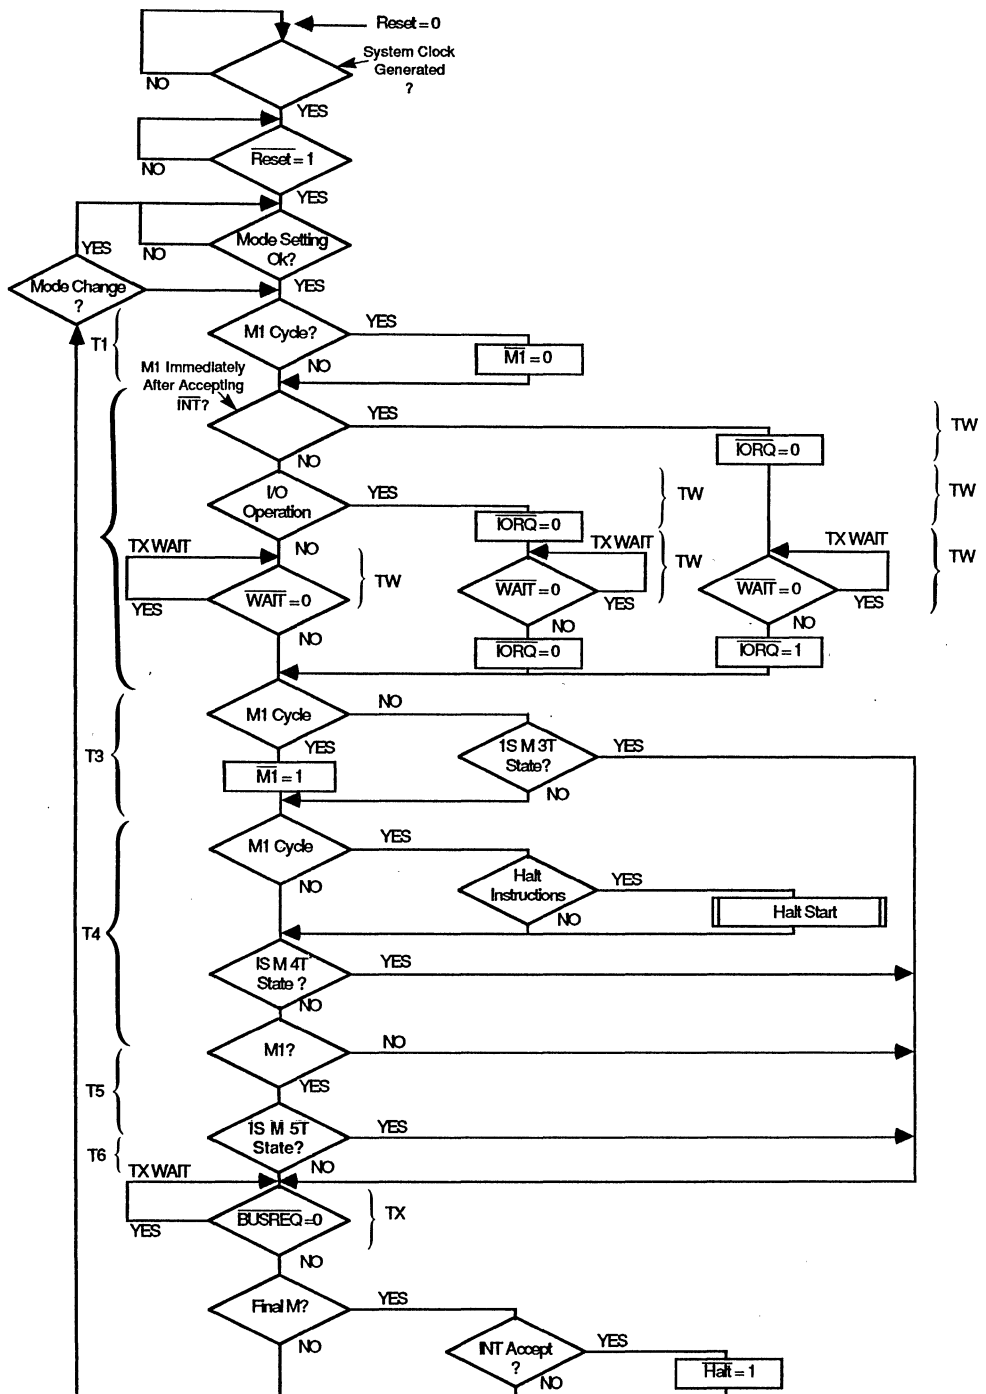 Reset=0
System Clock
Generated
?
NO
YES
Reset = 1
NO
YES
Mode Setting
Ok?
YES
NO
YES
Mode Change
?
M1 Cycle?
YES
M1 = 0
T1
NO
M1 Immediately
After Accepting
INT?
YES
IORQ = 0
TW
NO
I/O
Operation
YES
IORQ = 0
TW
TW
NO
TX WAIT
WAIT = 0
YES
TW
NO
TX WAIT
WAIT = 0
YES
TW
NO
TX WAIT
WAIT = 0
YES
TW
NO
IORQ = 0
IORQ = 1
M1 Cycle
NO
T3
YES
M1 = 1
1S M 3T
State?
YES
NO
M1 Cycle
YES
NO
Halt
Instructions
YES
NO
Halt Start
T4
IS M 4T
State ?
YES
NO
M1?
NO
YES
T5
1S M 5T
State?
YES
T6
NO
TX WAIT
BUSREQ=0
YES
TX
NO
Final M?
YES
NO
INT Accept
?
YES
NO
Halt = 1